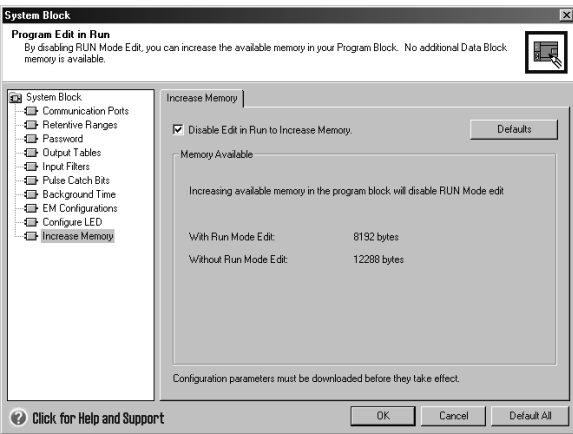 System Block
Program Edit in Run
By disabling RUN Mode Edit, you can increase the available memory in your Program Block. No additional Data Block
memory is available.
System Block
Communication Ports
Retentive Ranges
Password
Output Tables
Input Filters
Pulse Catch Bits
Background Time
EM Configurations
Configure LED
Increase Memory
Increase Memory
Disable Edit in Run to Increase Memory.
Defaults
Memory Available
Increasing available memory in the program block will disable RUN Mode edit
With Run Mode Edit: 8192 bytes
Without Run Mode Edit: 12288 bytes
Configuration parameters must be downloaded before they take effect.
Click for Help and Support
OK
Cancel
Default All